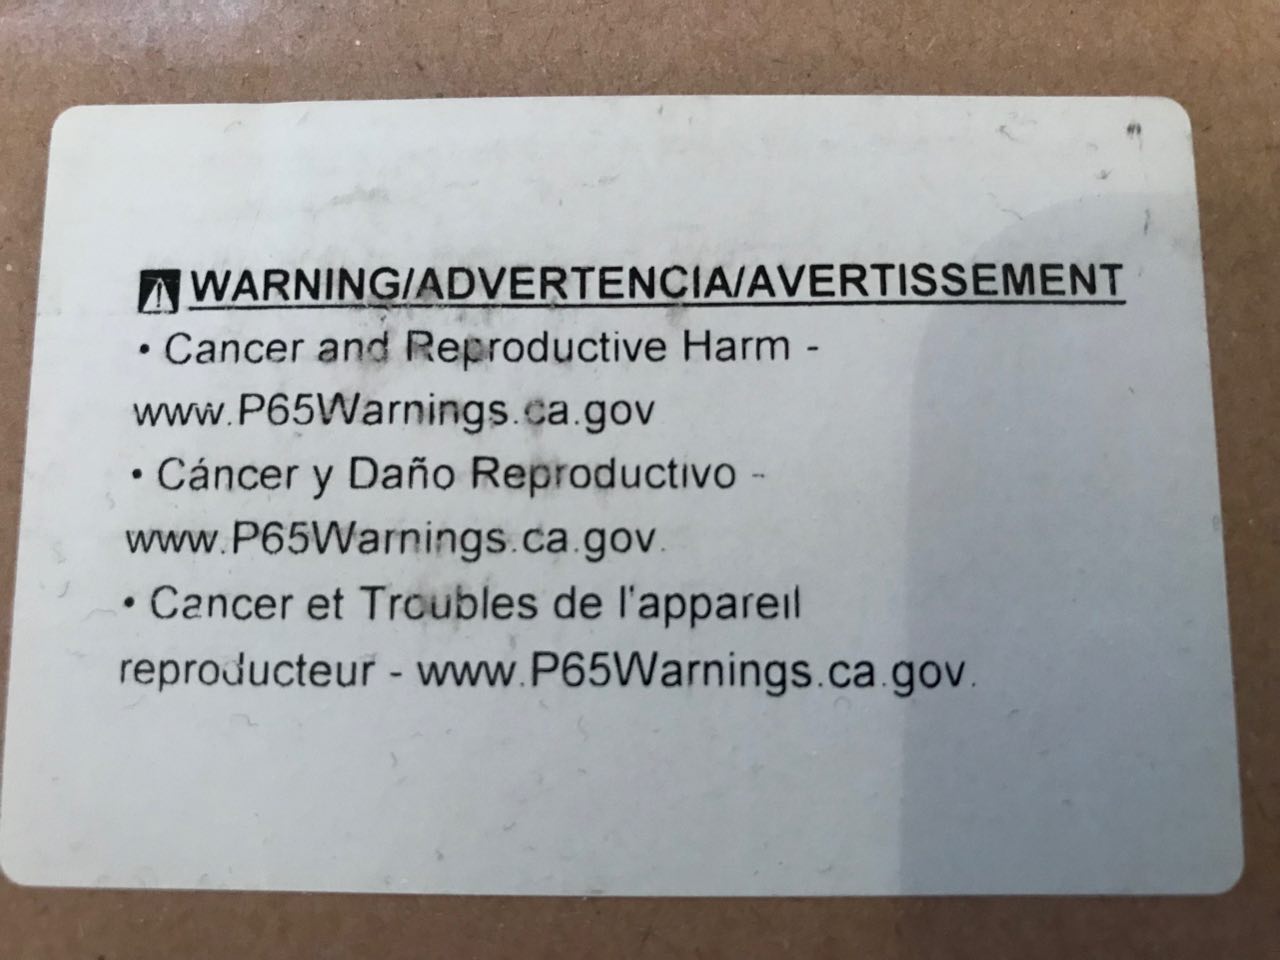 WARNING/ADVERTENCIA/AVERTISSEMENT
• Cancer and Reproductive Harm -
www.P65Warnings.ca.gov
• Cáncer y Daño Reproductivo -
www.P65Warnings.ca.gov.
• Cancer et Troubles de l'appareil
reproducteur - www.P65Warnings.ca.gov.